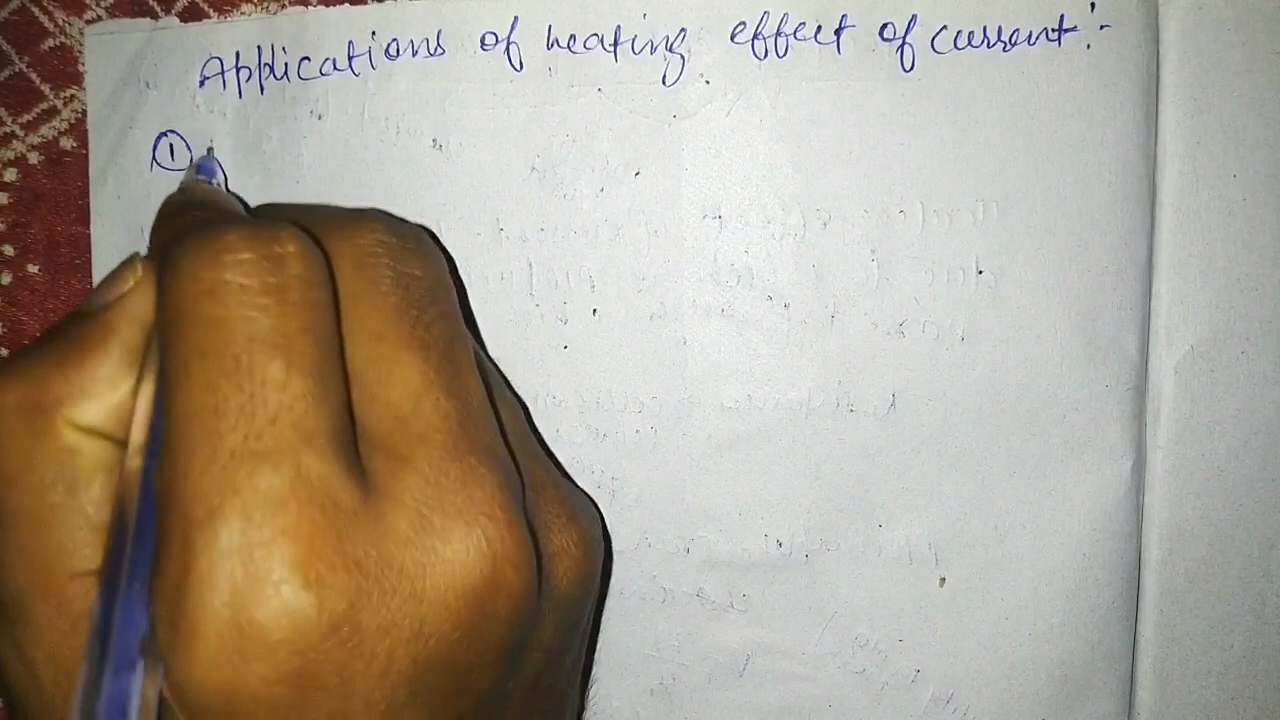 Applications of heating effect of current:-
①